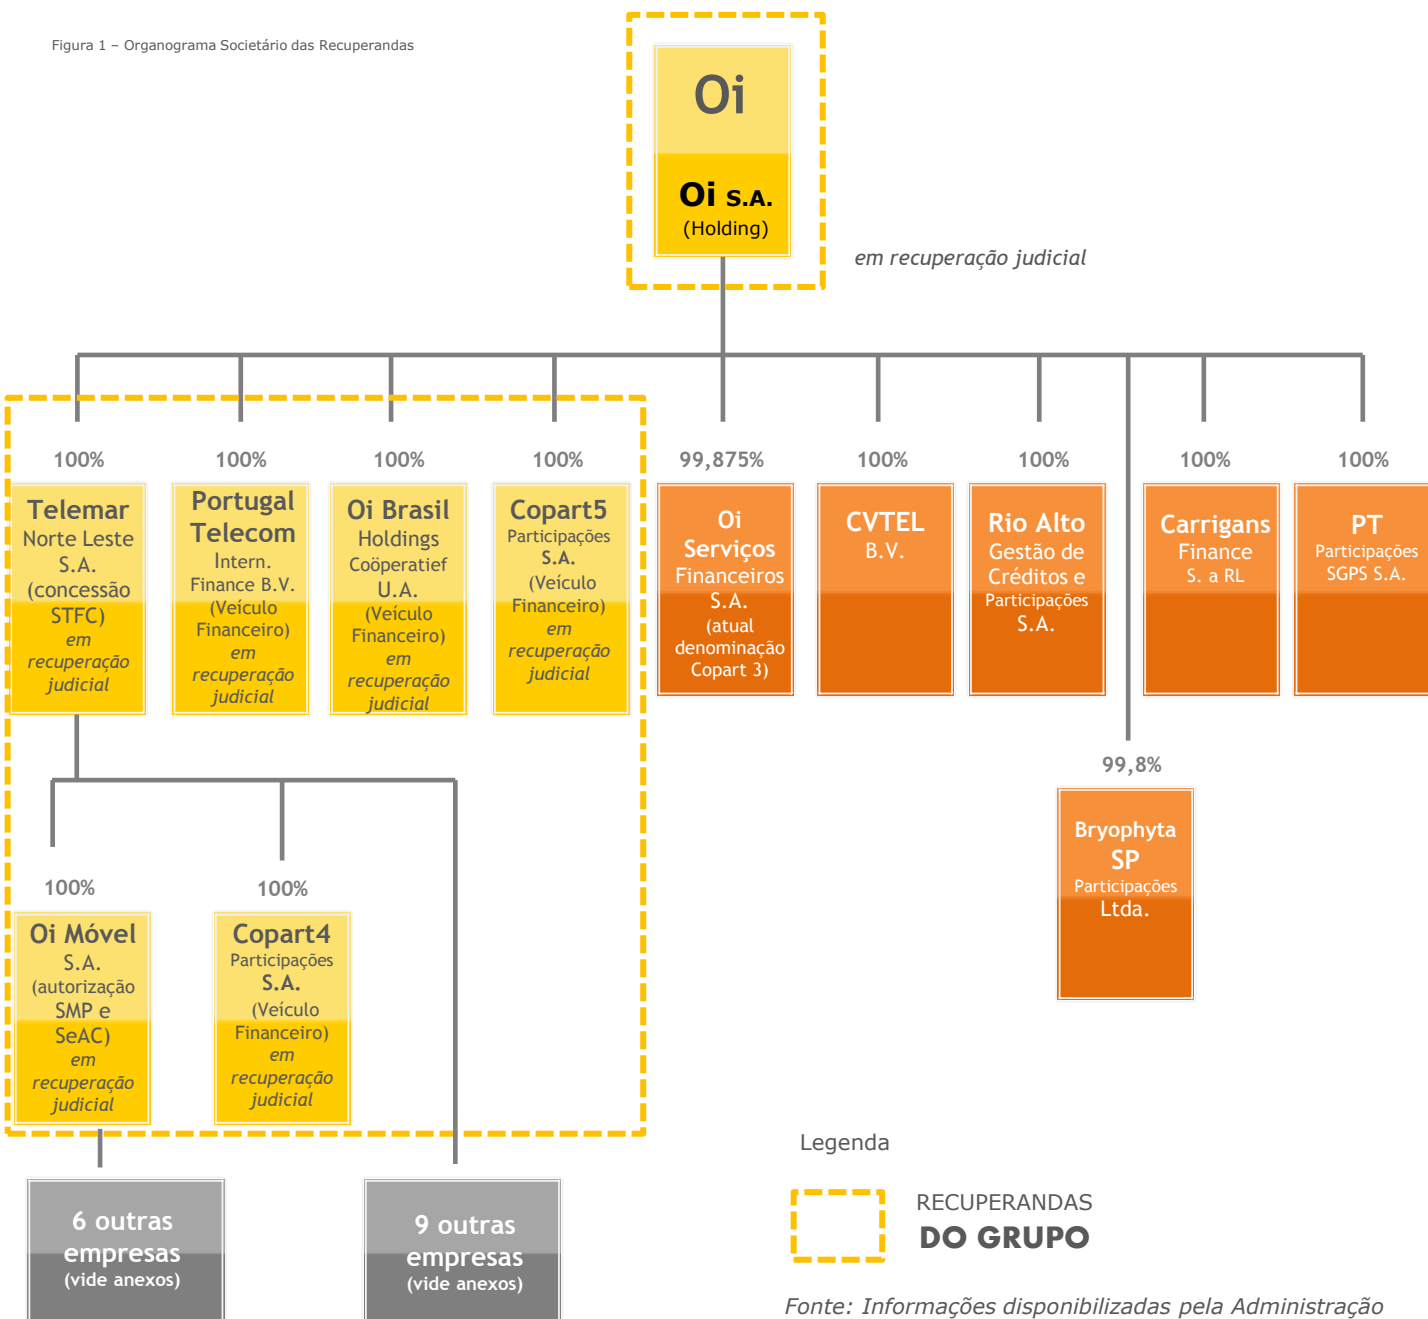 Figura 1 – Organograma Societário das Recuperandas
Oi
Oi S.A.
(Holding)
em recuperação judicial
100%
100%
100%
100%
99,875%
100%
100%
100%
100%
Telemar
Norte Leste
S.A.
(concessão
STFC)
em
recuperação
judicial
Portugal
Telecom
Intern.
Finance B.V.
(Veículo
Financeiro)
em
recuperação
judicial
Oi Brasil
Holdings
Coöperatief
U.A.
(Veículo
Financeiro)
em
recuperação
judicial
Copart5
Participações
S.A.
(Veículo
Financeiro)
em
recuperação
judicial
Oi
Serviços
Financeiros
S.A.
(atual
denominação
Copart 3)
CVTEL
B.V.
Rio Alto
Gestão de
Créditos e
Participações
S.A.
Carrigans
Finance
S. a RL
PT
Participações
SGPS S.A.
99,8%
Bryophyta
SP
Participações
Ltda.
100%
100%
Oi Móvel
S.A.
(autorização
SMP e
SeAC)
em
recuperação
judicial
Copart4
Participações
S.A.
(Veículo
Financeiro)
em
recuperação
judicial
6 outras
empresas
(vide anexos)
9 outras
empresas
(vide anexos)
Legenda
RECUPERANDAS
DO GRUPO
Fonte: Informações disponibilizadas pela Administração